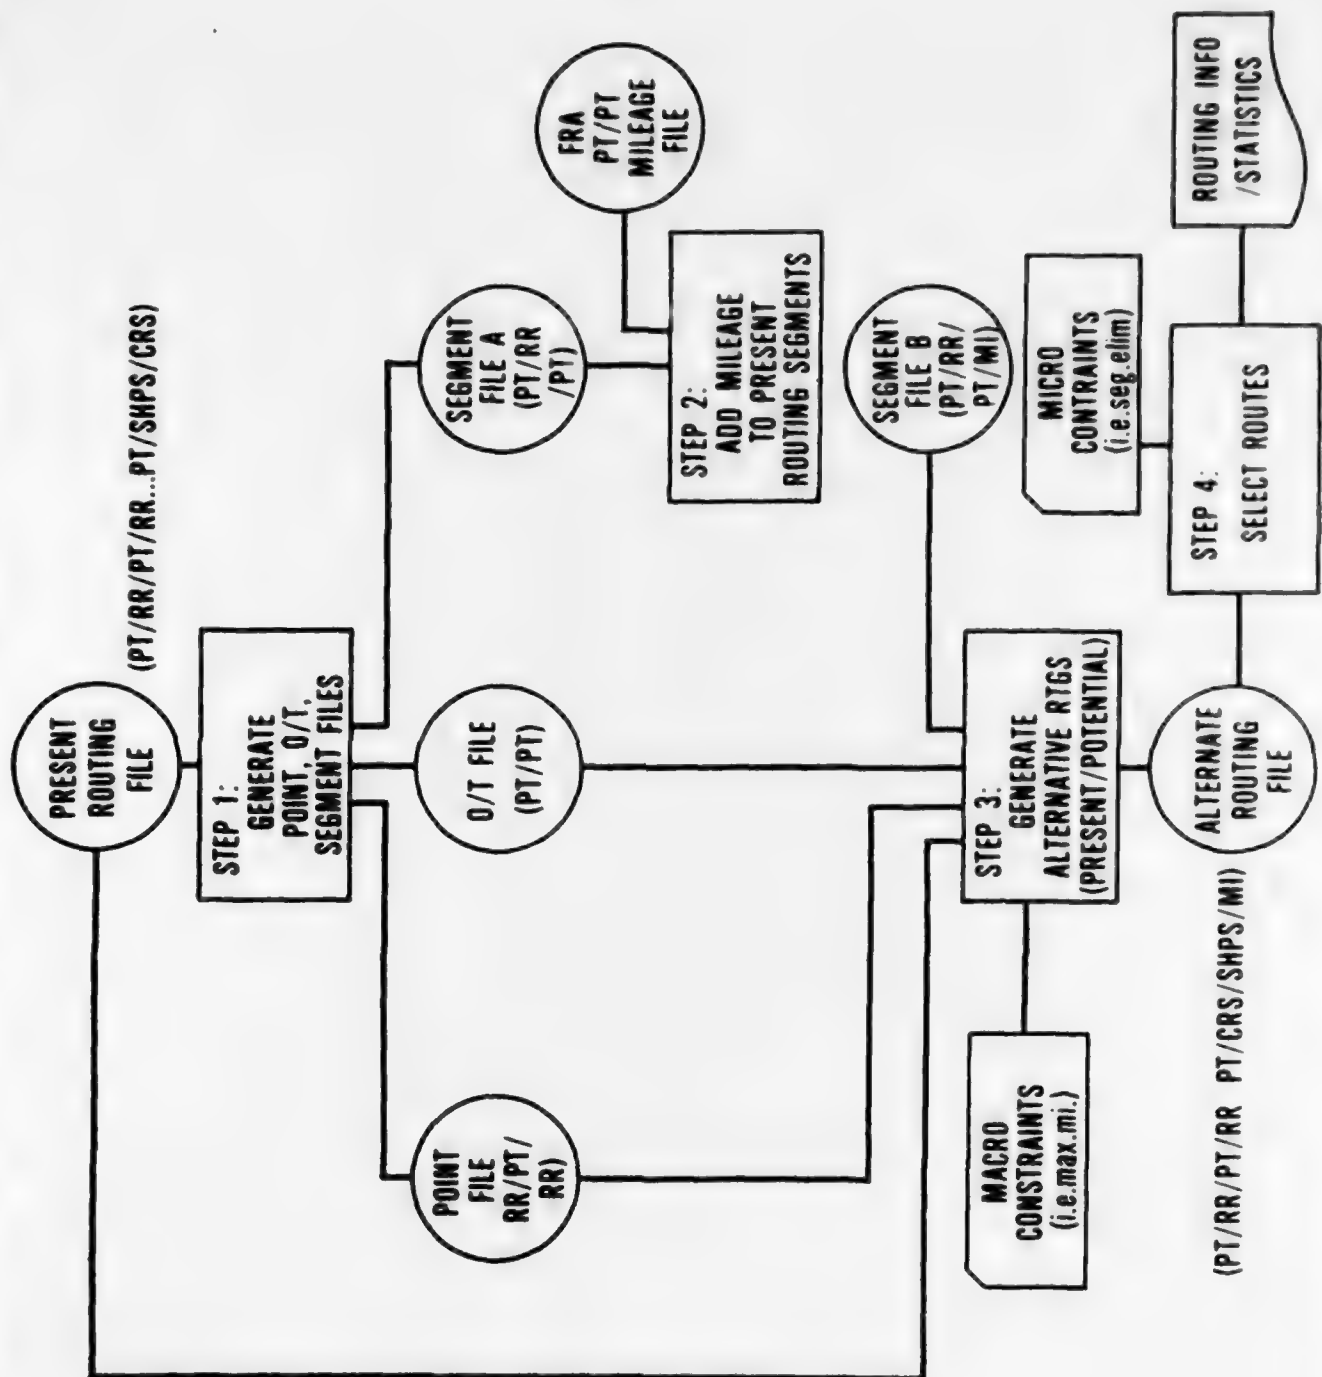 PRESENT
ROUTING
FILE
(PT/RR/PT/RR...PT/SHPS/CRS)
STEP 1:
GENERATE
POINT, O/T,
SEGMENT FILES
POINT
FILE
RR/PT/
RR)
O/T FILE
(PT/PT)
SEGMENT
FILE A
(PT/RR
/PT)
FRA
PT/PT
MILEAGE
FILE
STEP 2:
ADD MILEAGE
TO PRESENT
ROUTING SEGMENTS
SEGMENT
FILE B
(PT/RR/
PT/MI)
MACRO
CONSTRAINTS
(i.e.max.mi.)
STEP 3:
GENERATE
ALTERNATIVE RTGS
(PRESENT/POTENTIAL)
MICRO
CONTRAINTS
(i.e.seg.elim)
(PT/RR/PT/RR PT/CRS/SHPS/MI)
ALTERNATE
ROUTING
FILE
STEP 4:
SELECT ROUTES
ROUTING INFO
/STATISTICS